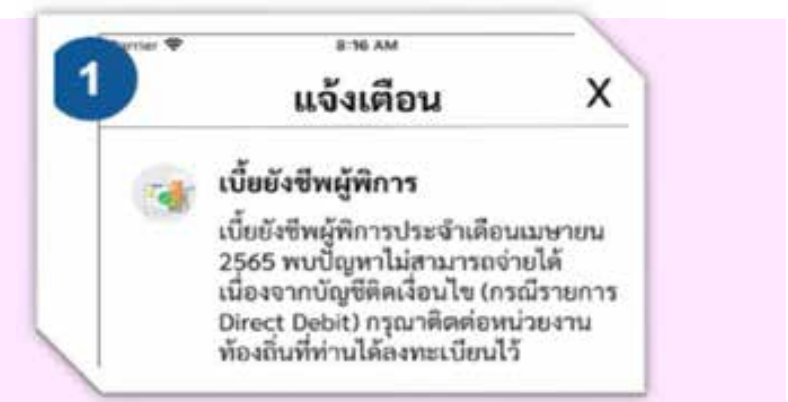 1
8:16 AM
แจ้งเตือน X
เบี้ยยังชีพผู้พิการ
เบี้ยยังชีพผู้พิการประจำเดือนเมษายน
2565 พบปัญหาไม่สามารถจ่ายได้
เนื่องจากบัญชีติดเงื่อนไข (กรณีรายการ
Direct Debit) กรุณาติดต่อหน่วยงาน
ท้องถิ่นที่ท่านได้ลงทะเบียนไว้